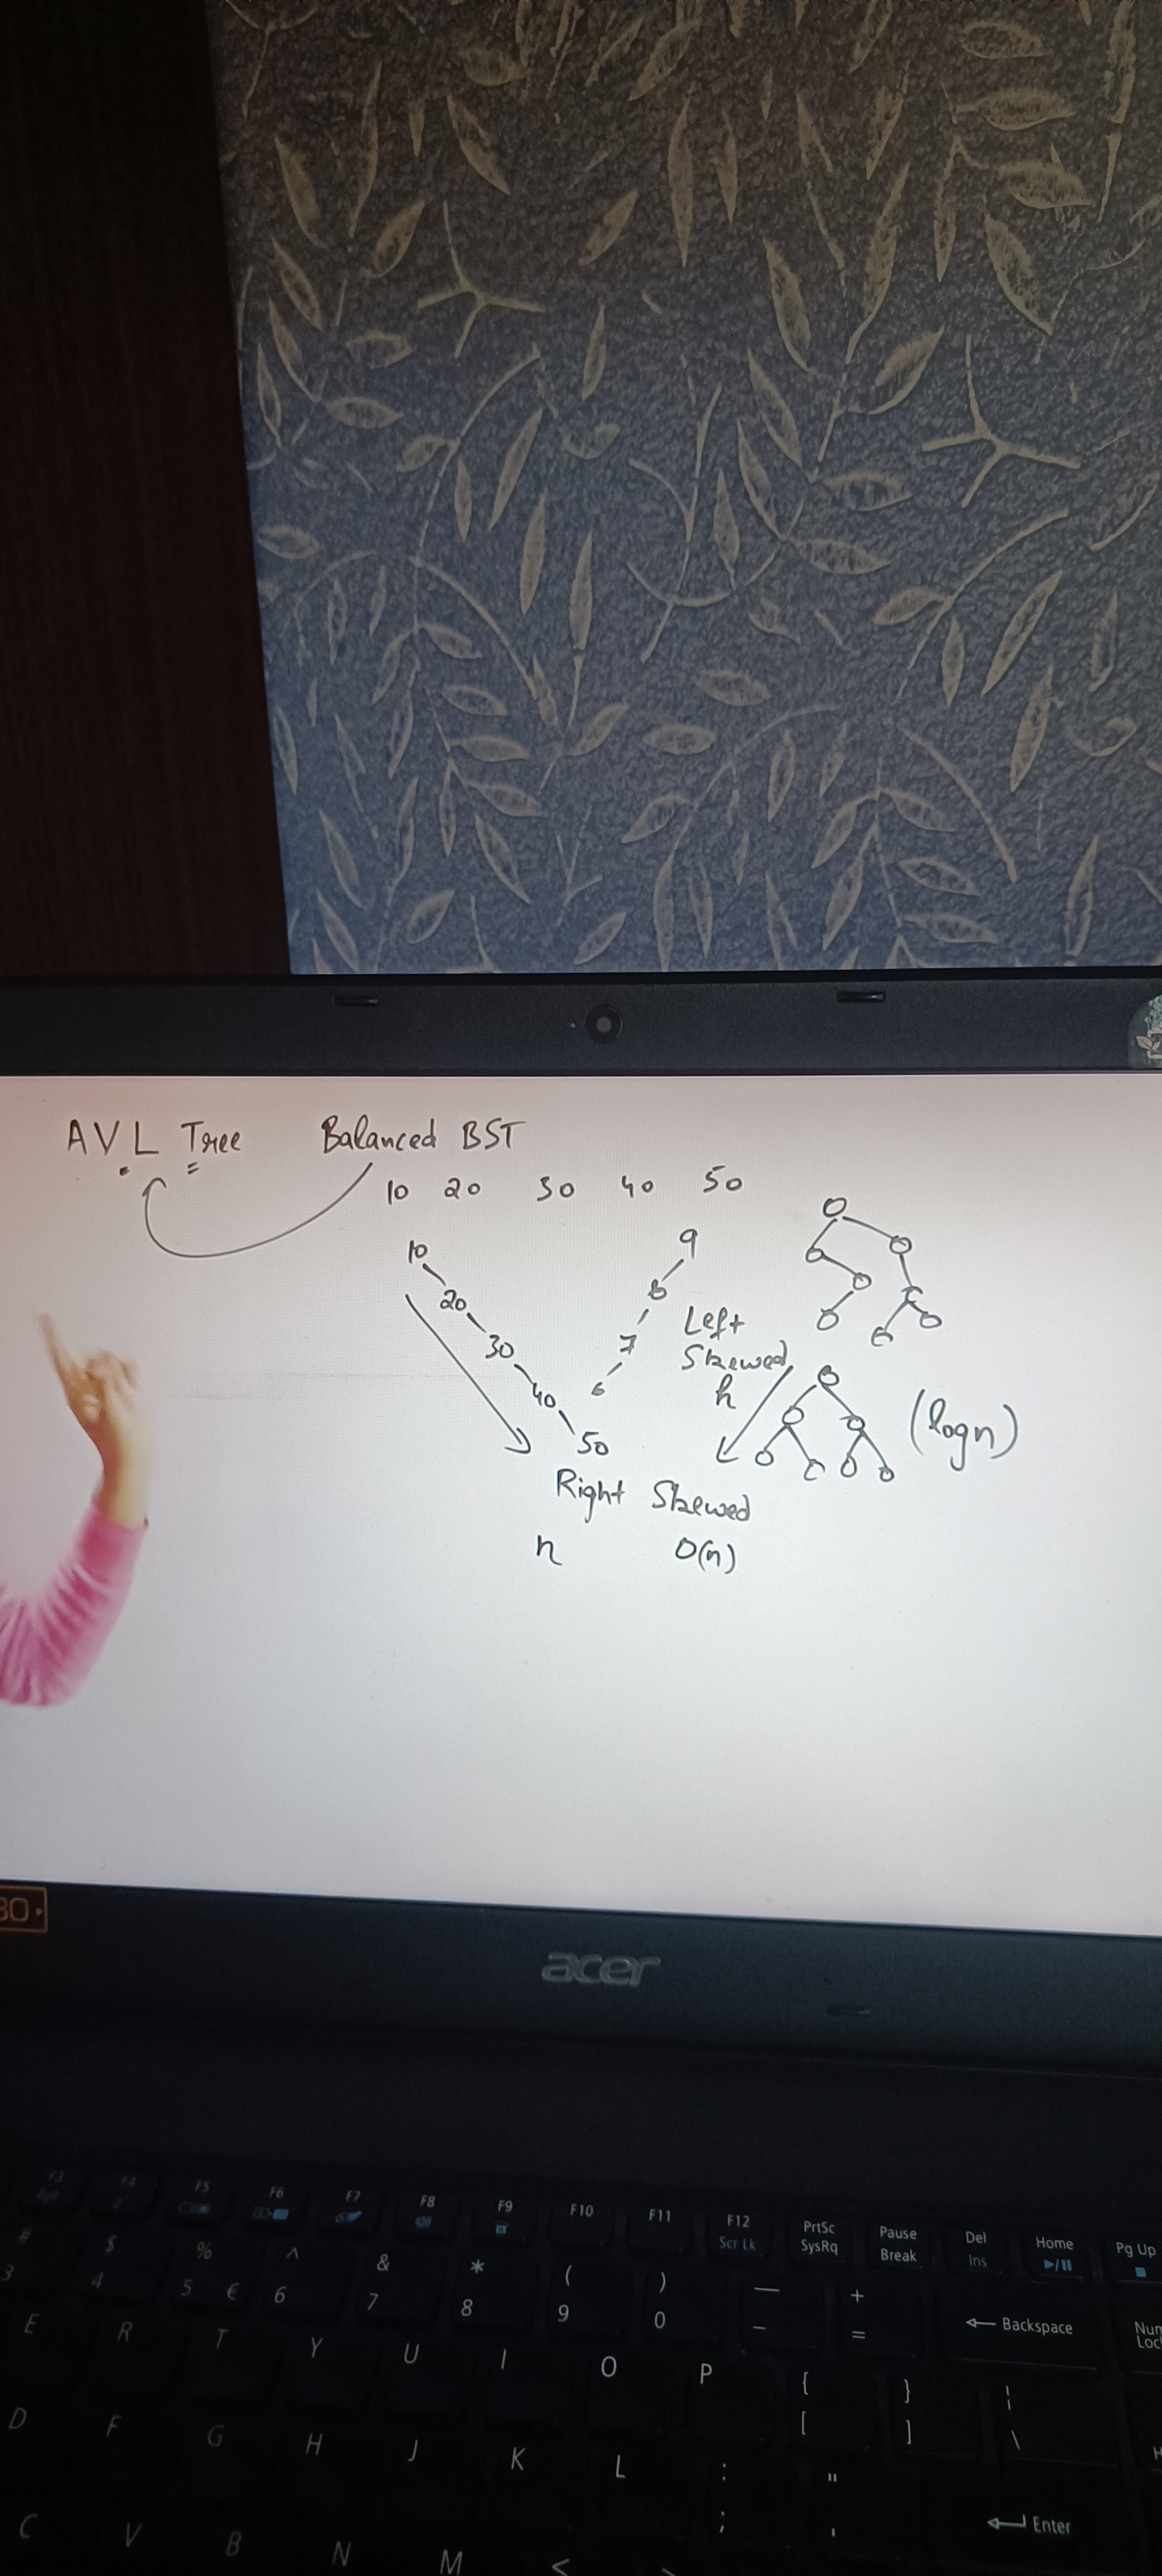 AVL Tree Balanced BST
10 20 30 40 50
10
20
30
40
50
9
8
7
6
Left
Skewed
h
(logn)
Right Skewed
n O(n)
30
acer
F3 F4 F5 F6 F7 F8 F9 F10 F11 F12 PrtSc Pause Del Home Pg Up
Scr Lk SysRq Break Ins
# $ % ^ & * ( ) — +
3 4 5 € 6 7 8 9 0 - = Backspace Num
E R T Y U I O P { } ¦
[ ] \
D F G H J K L : "
; ' Enter
C V B N M <